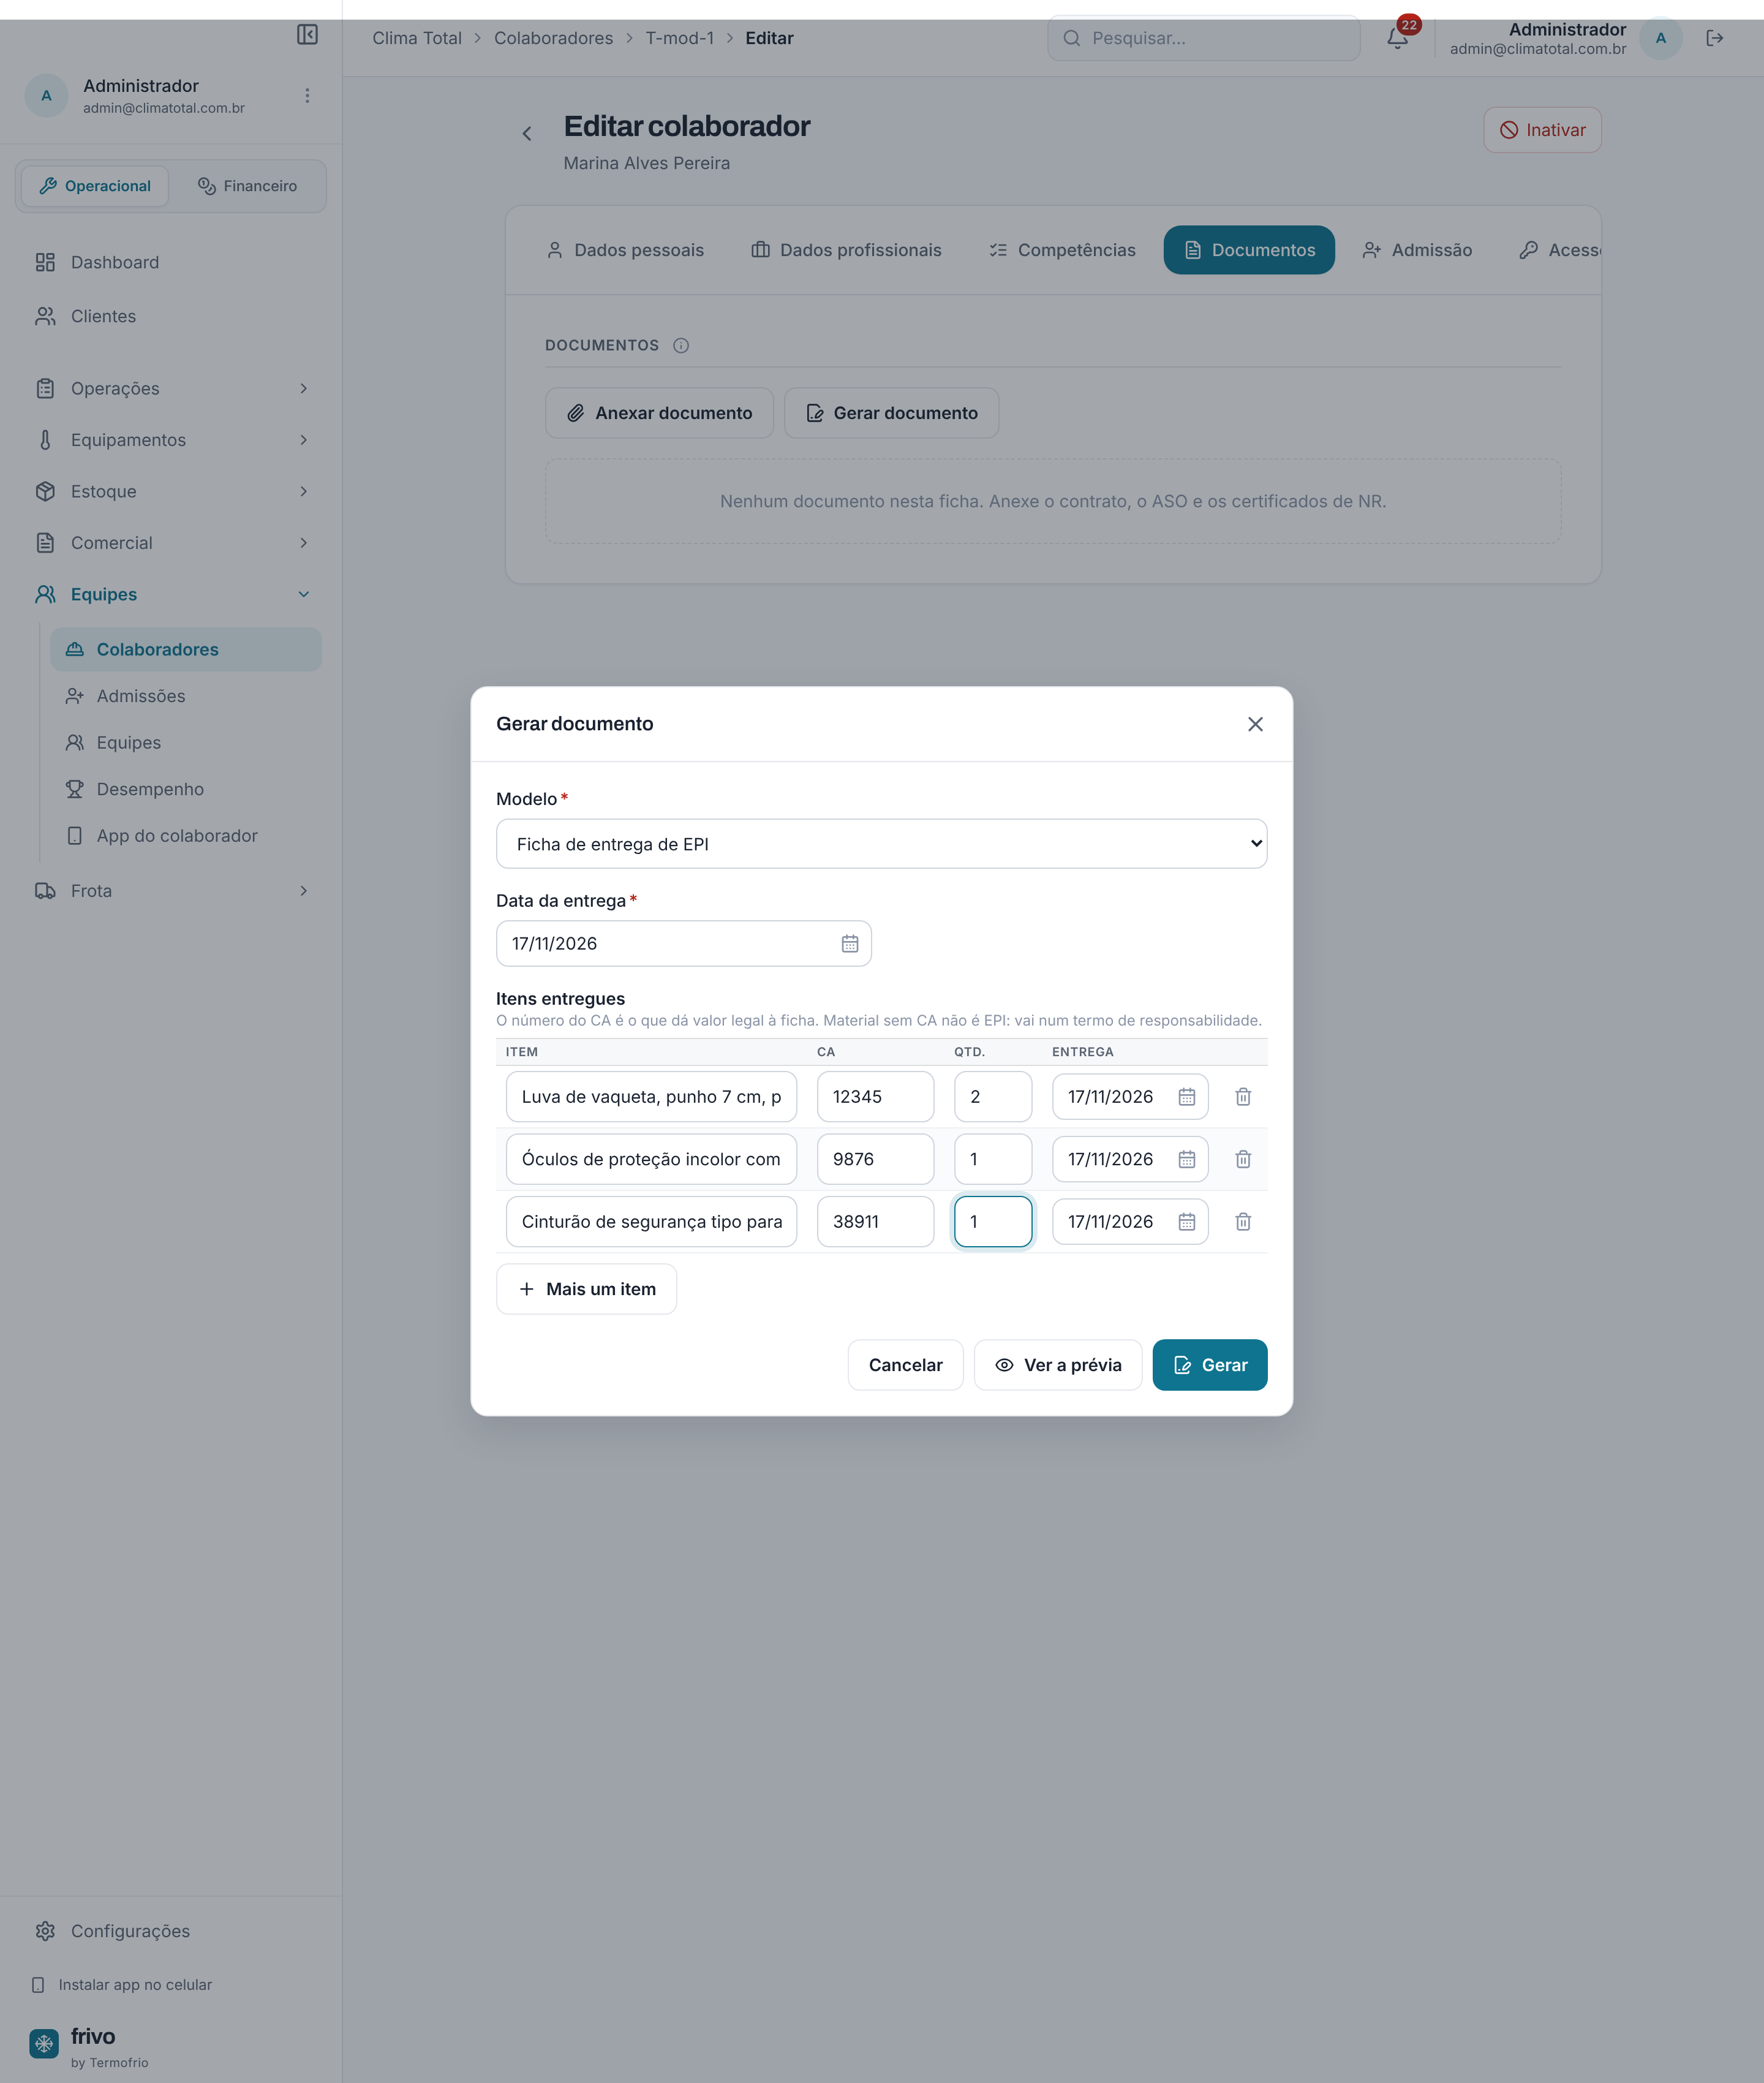 Clima Total > Colaboradores > T-mod-1 > Editar
Pesquisar...
22
Administrador
admin@climatotal.com.br
A
A
Administrador
admin@climatotal.com.br
Operacional
Financeiro
Dashboard
Clientes
Operações
Equipamentos
Estoque
Comercial
Equipes
Colaboradores
Admissões
Equipes
Desempenho
App do colaborador
Frota
Configurações
Instalar app no celular
frivo
by Termofrio
Editar colaborador
Marina Alves Pereira
Inativar
Dados pessoais
Dados profissionais
Competências
Documentos
Admissão
Acess
DOCUMENTOS
Anexar documento
Gerar documento
Nenhum documento nesta ficha. Anexe o contrato, o ASO e os certificados de NR.
Gerar documento
Modelo*
Ficha de entrega de EPI
Data da entrega*
17/11/2026
Itens entregues
O número do CA é o que dá valor legal à ficha. Material sem CA não é EPI: vai num termo de responsabilidade.
ITEM CA QTD. ENTREGA
Luva de vaqueta, punho 7 cm, p 12345 2 17/11/2026
Óculos de proteção incolor com 9876 1 17/11/2026
Cinturão de segurança tipo para 38911 1 17/11/2026
Mais um item
Cancelar
Ver a prévia
Gerar